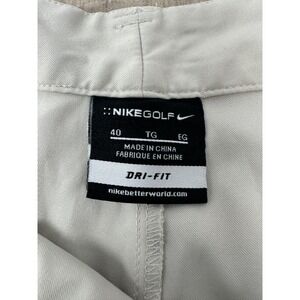 ::NIKEGOLF
40 TG EG
MADE IN CHINA
FABRIQUE EN CHINE
DRI-FIT
nikebetterworld.com